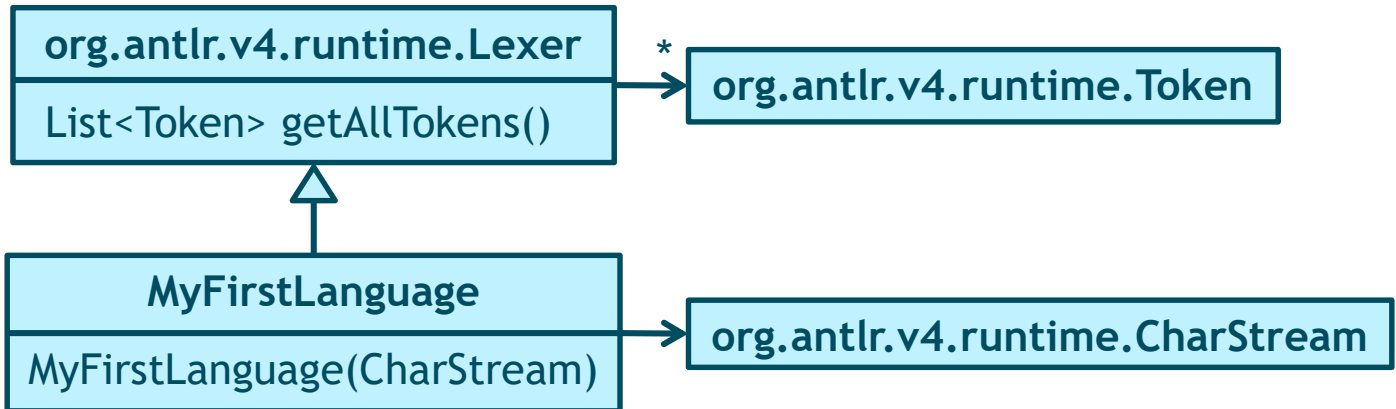 org.antlr.v4.runtime.Lexer
List<Token> getAllTokens()
*
org.antlr.v4.runtime.Token
MyFirstLanguage
MyFirstLanguage(CharStream)
org.antlr.v4.runtime.CharStream